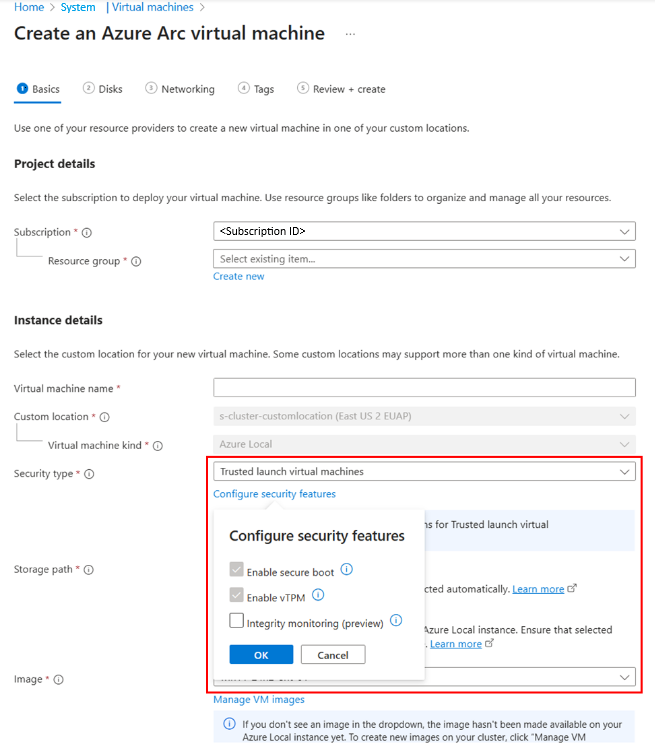 Home > System | Virtual machines >
Create an Azure Arc virtual machine ...
1 Basics 2 Disks 3 Networking 4 Tags 5 Review + create
Use one of your resource providers to create a new virtual machine in one of your custom locations.
Project details
Select the subscription to deploy your virtual machine. Use resource groups like folders to organize and manage all your resources.
Subscription * <Subscription ID>
Resource group * Select existing item...
Create new
Instance details
Select the custom location for your new virtual machine. Some custom locations may support more than one kind of virtual machine.
Virtual machine name *
Custom location * s-cluster-customlocation (East US 2 EUAP)
Virtual machine kind * Azure Local
Security type * Trusted launch virtual machines
Configure security features
ns for Trusted launch virtual
Configure security features
Enable secure boot
Enable vTPM
Integrity monitoring (preview)
OK Cancel
Storage path *
cted automatically. Learn more
Azure Local instance. Ensure that selected
. Learn more
Image *
Manage VM images
If you don't see an image in the dropdown, the image hasn't been made available on your
Azure Local instance yet. To create new images on your cluster, click "Manage VM